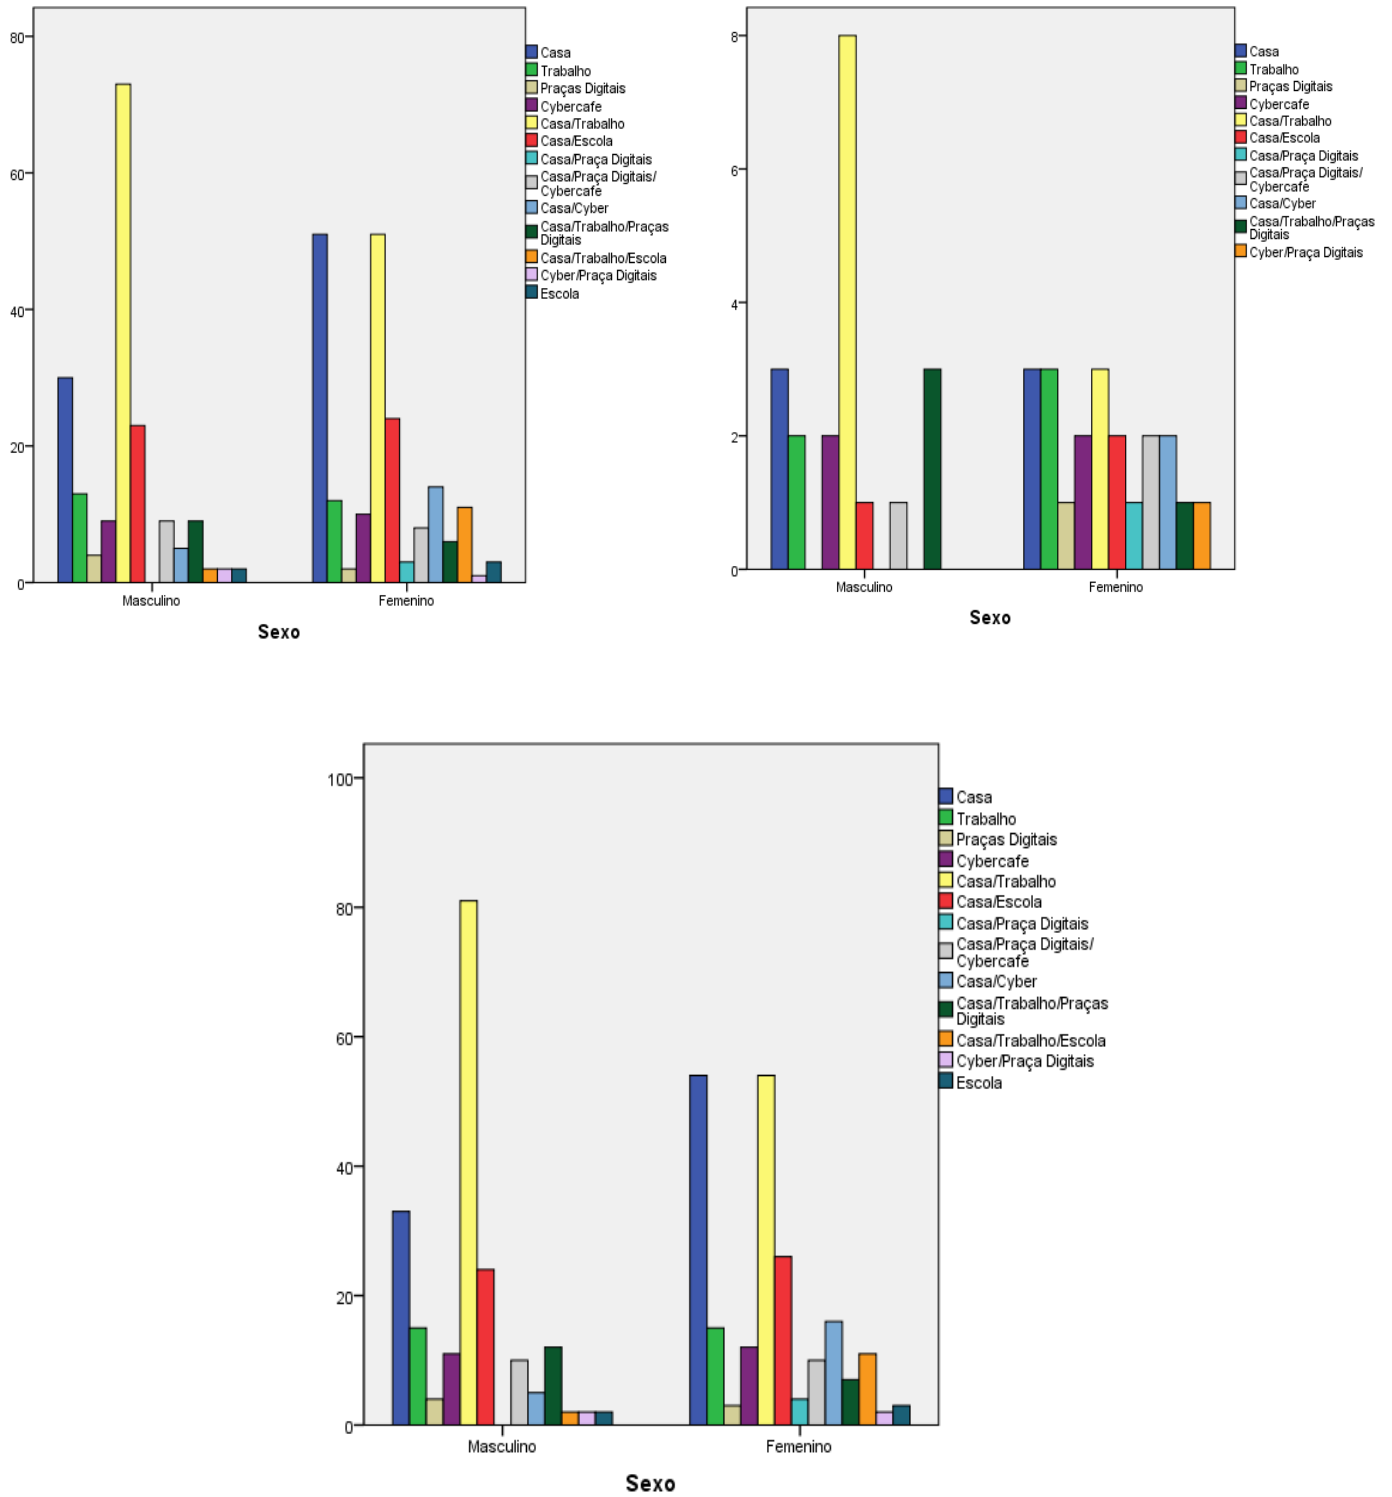 80
60
40
20
0
Masculino
Femenino
Sexo
Casa
Trabalho
Praças Digitais
Cybercafe
Casa/Trabalho
Casa/Escola
Casa/Praça Digitais
Casa/Praça Digitais/
Cybercafe
Casa/Cyber
Casa/Trabalho/Praças
Digitais
Casa/Trabalho/Escola
Cyber/Praça Digitais
Escola
8
6
4
2
0
Masculino
Femenino
Sexo
Casa
Trabalho
Praças Digitais
Cybercafe
Casa/Trabalho
Casa/Escola
Casa/Praça Digitais
Casa/Praça Digitais/
Cybercafe
Casa/Cyber
Casa/Trabalho/Praças
Digitais
Cyber/Praça Digitais
100
80
60
40
20
0
Masculino
Femenino
Sexo
Casa
Trabalho
Praças Digitais
Cybercafe
Casa/Trabalho
Casa/Escola
Casa/Praça Digitais
Casa/Praça Digitais/
Cybercafe
Casa/Cyber
Casa/Trabalho/Praças
Digitais
Casa/Trabalho/Escola
Cyber/Praça Digitais
Escola